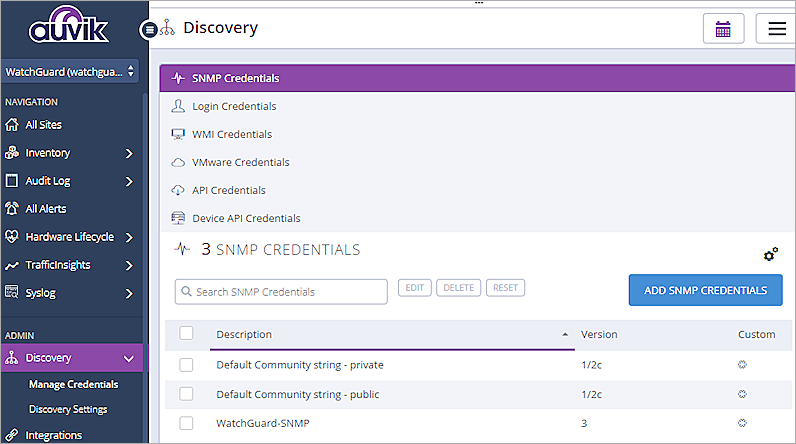 auvik
Discovery
WatchGuard (watchgua...
NAVIGATION
All Sites
Inventory
Audit Log
All Alerts
Hardware Lifecycle
TrafficInsights
Syslog
ADMIN
Discovery
Manage Credentials
Discovery Settings
Integrations
SNMP Credentials
Login Credentials
WMI Credentials
VMware Credentials
API Credentials
Device API Credentials
3 SNMP CREDENTIALS
Search SNMP Credentials EDIT DELETE RESET ADD SNMP CREDENTIALS
Description Version Custom
Default Community string - private 1/2c
Default Community string - public 1/2c
WatchGuard-SNMP 3